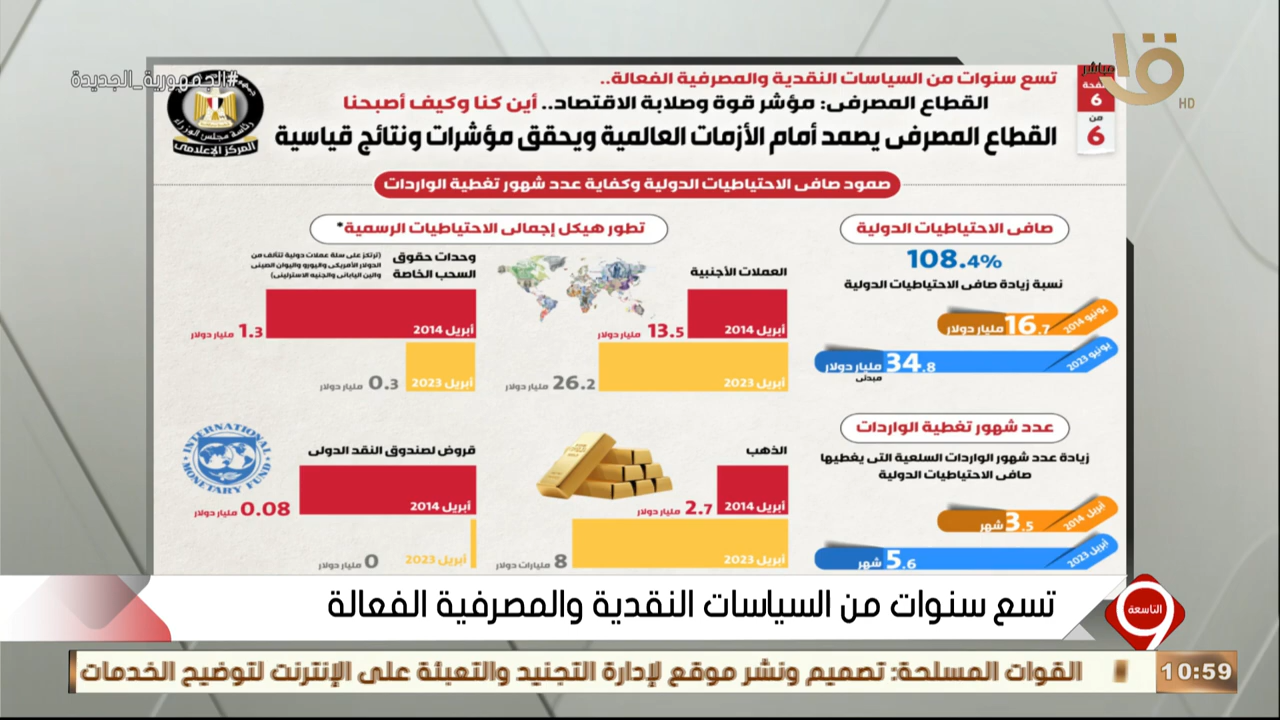 #الجمهورية_الجديدة
مباشر
HD
صفحة
6
من
6
تسع سنوات من السياسات النقدية والمصرفية الفعالة..
القطاع المصرفى: مؤشر قوة وصلابة الاقتصاد.. أين كنا وكيف أصبحنا
القطاع المصرفى يصمد أمام الأزمات العالمية ويحقق مؤشرات ونتائج قياسية
رئاسة مجلس الوزراء
المركز الإعلامى
صمود صافى الاحتياطيات الدولية وكفاية عدد شهور تغطية الواردات
صافى الاحتياطيات الدولية
108.4%
نسبة زيادة صافى الاحتياطيات الدولية
يونيو 2014
16.7 مليار دولار
يونيو 2023
34.8 مليار دولار
مبدئى
عدد شهور تغطية الواردات
زيادة عدد شهور الواردات السلعية التى يغطيها
صافى الاحتياطيات الدولية
أبريل 2014
3.5 شهر
أبريل 2023
5.6 شهر
تطور هيكل إجمالى الاحتياطيات الرسمية*
العملات الأجنبية
أبريل 2014
13.5 مليار دولار
أبريل 2023
26.2 مليار دولار
وحدات حقوق
السحب الخاصة
(ترتكز على سلة عملات دولية تتألف من
الدولار الأمريكى واليورو واليوان الصينى
والين اليابانى والجنيه الاسترلينى)
أبريل 2014
1.3 مليار دولار
أبريل 2023
0.3 مليار دولار
الذهب
أبريل 2014
2.7 مليار دولار
أبريل 2023
8 مليارات دولار
قروض لصندوق النقد الدولى
INTERNATIONAL
MONETARY FUND
أبريل 2014
0.08 مليار دولار
أبريل 2023
0 مليار دولار
التاسعة
9
تسع سنوات من السياسات النقدية والمصرفية الفعالة
10:59
القوات المسلحة: تصميم ونشر موقع لإدارة التجنيد والتعبئة على الإنترنت لتوضيح الخدمات